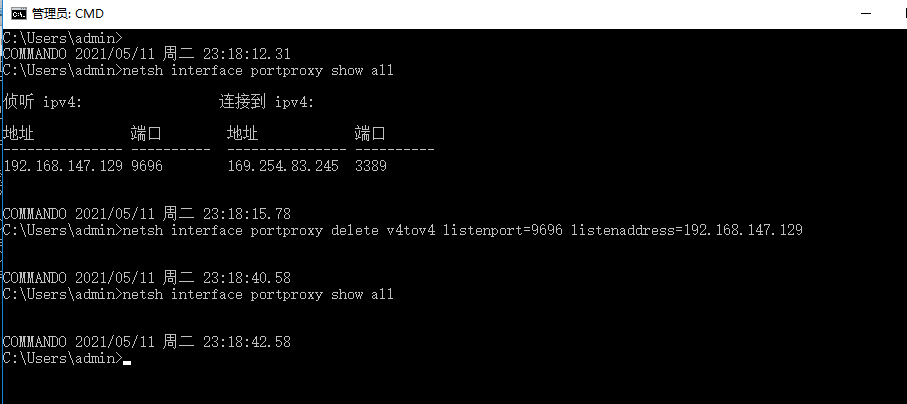 管理员: CMD
C:\Users\admin>
COMMANDO 2021/05/11 周二 23:18:12.31
C:\Users\admin>netsh interface portproxy show all
侦听 ipv4: 连接到 ipv4:
地址 端口 地址 端口
--------------- ---------- --------------- ----------
192.168.147.129 9696 169.254.83.245 3389
COMMANDO 2021/05/11 周二 23:18:15.78
C:\Users\admin>netsh interface portproxy delete v4tov4 listenport=9696 listenaddress=192.168.147.129
COMMANDO 2021/05/11 周二 23:18:40.58
C:\Users\admin>netsh interface portproxy show all
COMMANDO 2021/05/11 周二 23:18:42.58
C:\Users\admin>